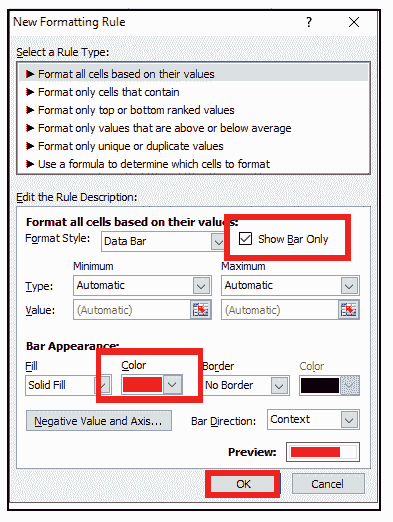 New Formatting Rule ? ×
Select a Rule Type:
► Format all cells based on their values
► Format only cells that contain
► Format only top or bottom ranked values
► Format only values that are above or below average
► Format only unique or duplicate values
► Use a formula to determine which cells to format
Edit the Rule Description:
Format all cells based on their values:
Format Style: Data Bar Show Bar Only
Minimum Maximum
Type: Automatic Automatic
Value: (Automatic) (Automatic)
Bar Appearance:
Fill Color Border Color
Solid Fill No Border
Negative Value and Axis... Bar Direction: Context
Preview:
OK Cancel